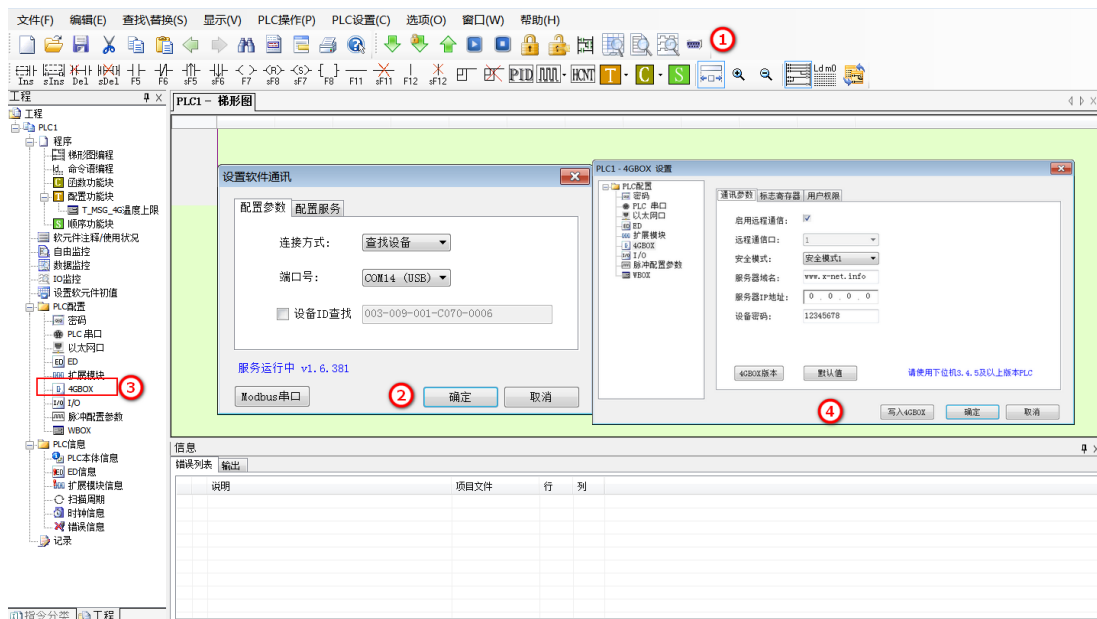 文件(F) 编辑(E) 查找\替换(S) 显示(V) PLC操作(P) PLC设置(C) 选项(O) 窗口(W) 帮助(H)
1
Ins sIns Del sDel F5 F6 sF5 sF6 F7 sF8 sF7 F8 F11 sF11 F12 sF12 PID HCNT T C S Ld m0
工程
PLC1 - 梯形图
工程
PLC1
程序
梯形图编程
命令语编程
函数功能块
配置功能块
T_MSG_4G温度上限
顺序功能块
软元件注释/使用状况
自由监控
数据监控
IO监控
设置软元件初值
PLC配置
密码
PLC 串口
以太网口
ED
扩展模块
4GBOX
3
I/O
脉冲配置参数
WBOX
PLC信息
PLC本体信息
ED信息
扩展模块信息
扫描周期
时钟信息
错误信息
记录
指令分类 工程
设置软件通讯
配置参数 配置服务
连接方式: 查找设备
端口号: COM14 (USB)
设备ID查找 003-009-001-C070-0006
服务运行中 v1.6.381
Modbus串口 2 确定 取消
PLC1 - 4GBOX 设置
PLC配置
密码
PLC 串口
以太网口
ED
扩展模块
4GBOX
I/O
脉冲配置参数
WBOX
通讯参数 标志寄存器 用户权限
启用远程通信:
远程通信口: 1
安全模式: 安全模式1
服务器域名: www.x-net.info
服务器IP地址: 0 . 0 . 0 . 0
设备密码: 12345678
4GBOX版本 默认值 请使用下位机3.4.5及以上版本PLC
4 写入4GBOX 确定 取消
信息
错误列表 输出
说明 项目文件 行 列